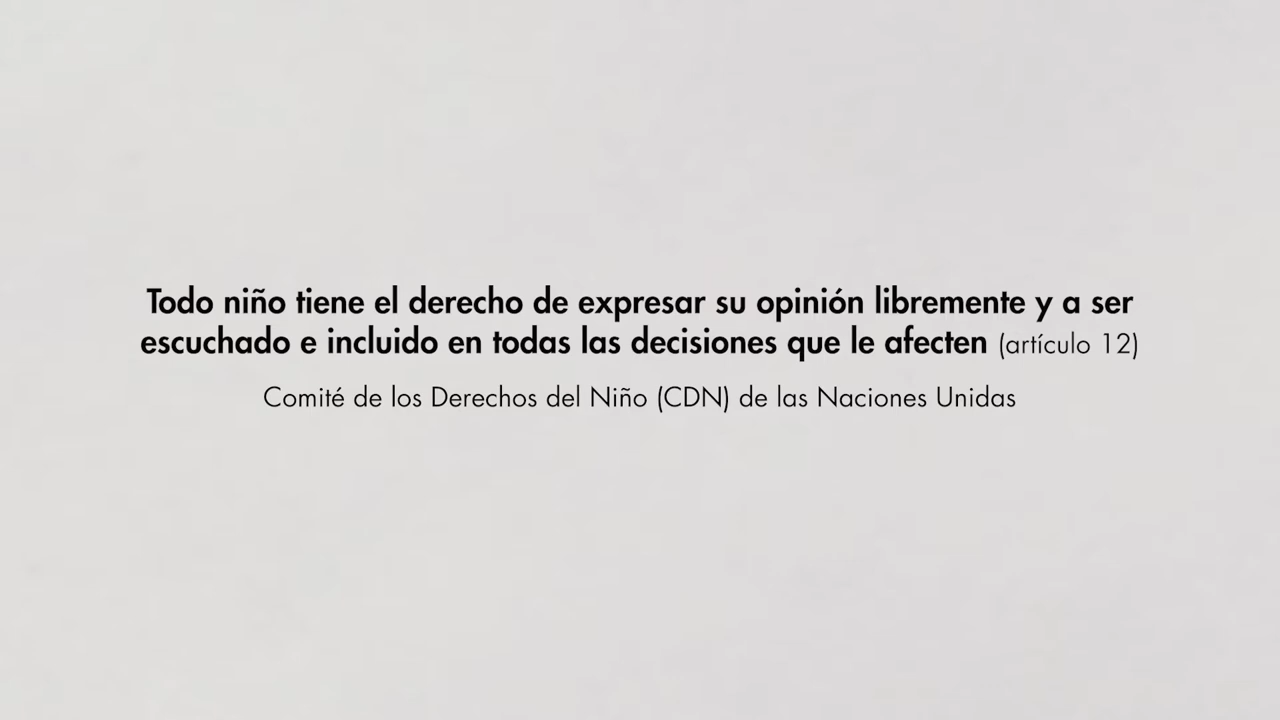 Todo niño tiene el derecho de expresar su opinión libremente y a ser
escuchado e incluido en todas las decisiones que le afecten (artículo 12)
Comité de los Derechos del Niño (CDN) de las Naciones Unidas